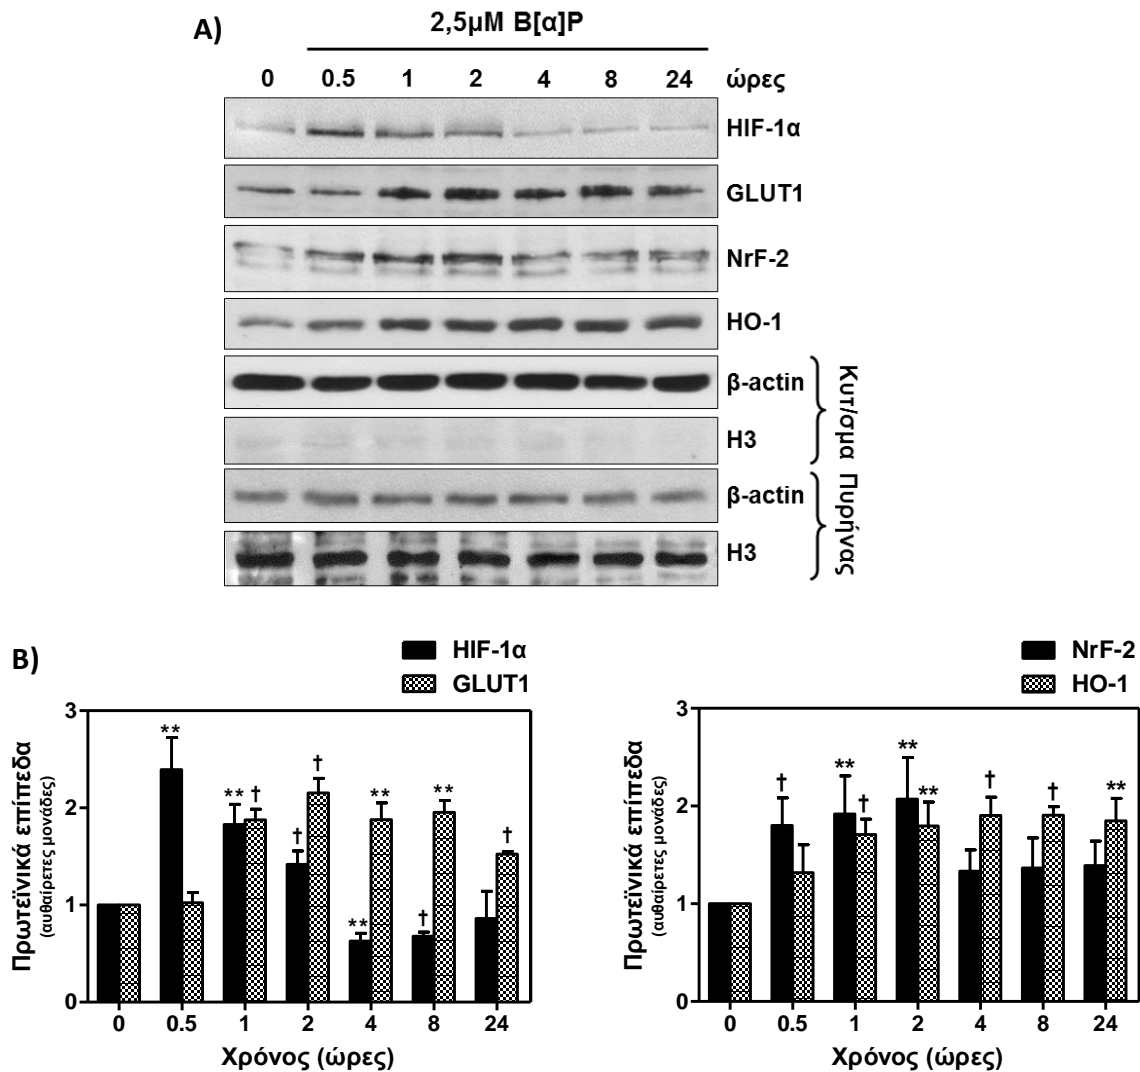 A)
2,5μM B[α]P
0 0.5 1 2 4 8 24 ώρες
HIF-1α
GLUT1
NrF-2
HO-1
β-actin
H3
Κυτ/σμα
β-actin
H3
Πυρήνας
B)
HIF-1α
GLUT1
** ** † † † ** ** ** † †
3
2
1
0
Πρωτεϊνικά επίπεδα
(αυθαίρετες μονάδες)
0 0.5 1 2 4 8 24
Χρόνος (ώρες)
NrF-2
HO-1
† ** † ** ** † † **
3
2
1
0
Πρωτεϊνικά επίπεδα
(αυθαίρετες μονάδες)
0 0.5 1 2 4 8 24
Χρόνος (ώρες)